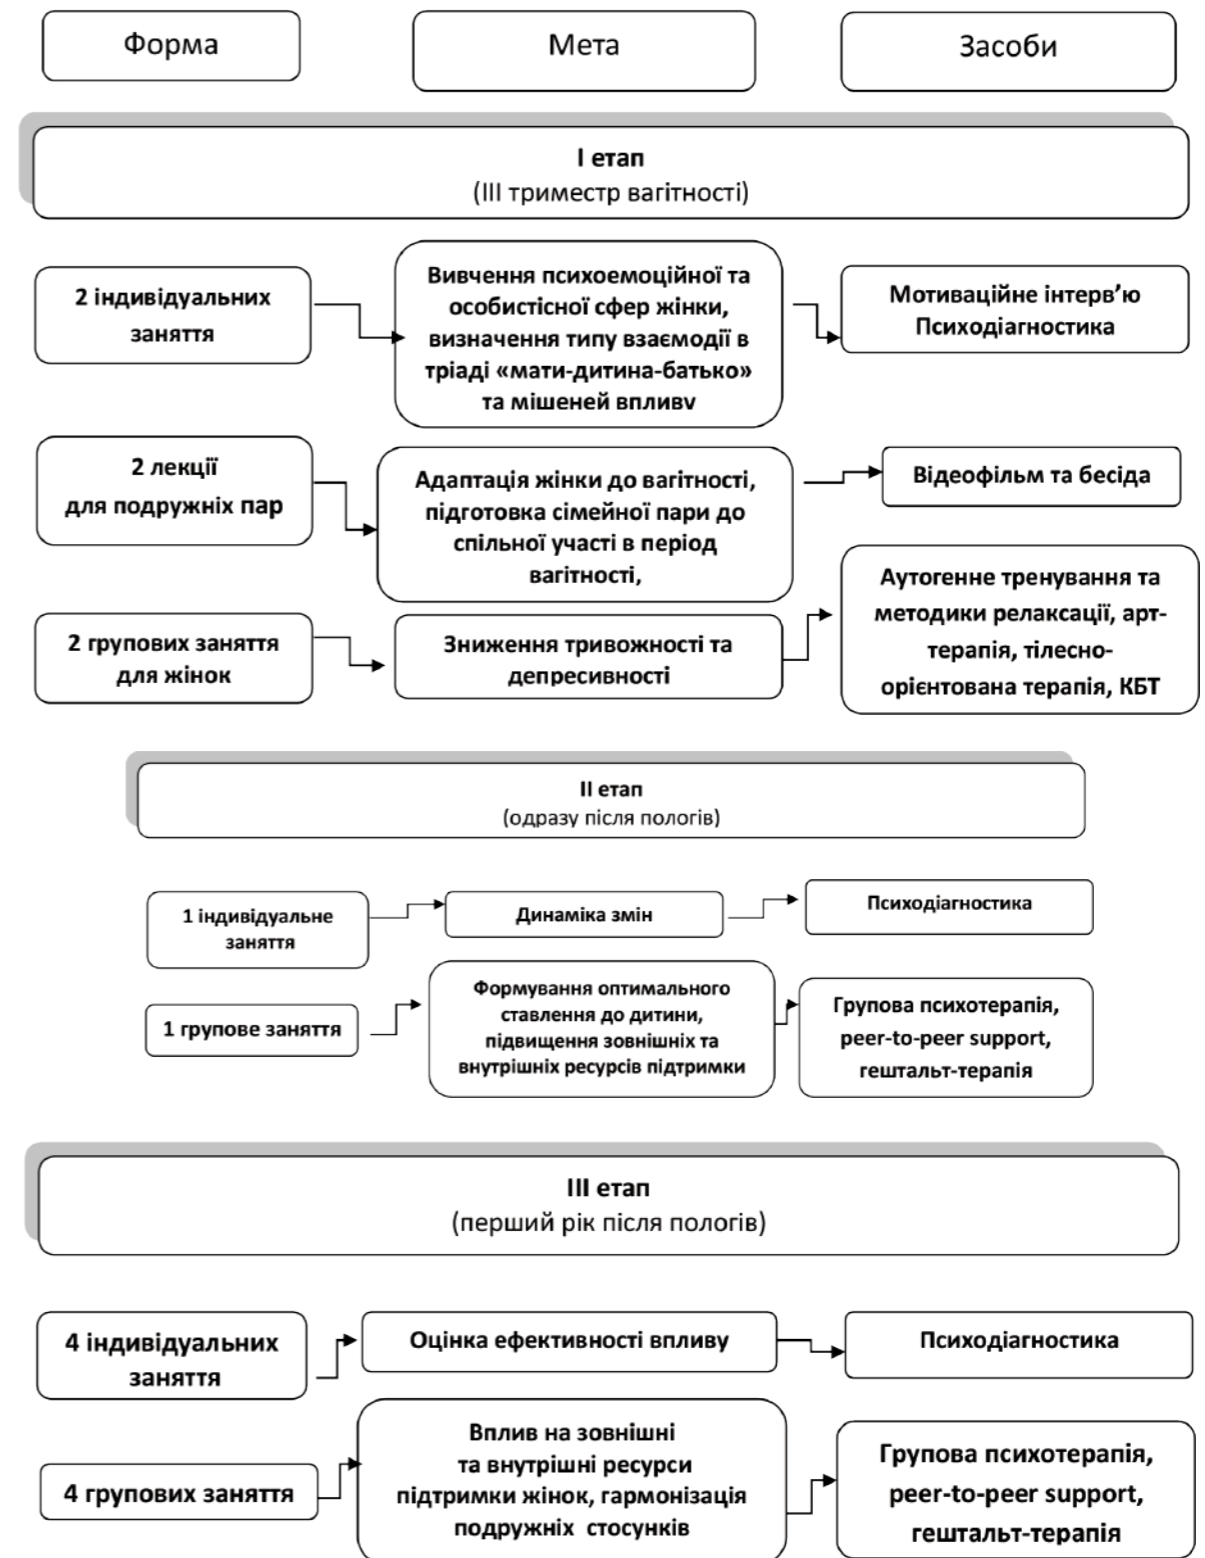 Форма
Мета
Засоби
І етап
(ІІІ триместр вагітності)
2 індивідуальних
заняття
Вивчення психоемоційної та
особистісної сфер жінки,
визначення типу взаємодії в
тріаді «мати-дитина-батько»
та мішеней впливу
Мотиваційне інтерв’ю
Психодіагностика
2 лекції
для подружніх пар
Адаптація жінки до вагітності,
підготовка сімейної пари до
спільної участі в період
вагітності,
Відеофільм та бесіда
2 групових заняття
для жінок
Зниження тривожності та
депресивності
Аутогенне тренування та
методики релаксації, арт-
терапія, тілесно-
орієнтована терапія, КБТ
ІІ етап
(одразу після пологів)
1 індивідуальне
заняття
Динаміка змін
Психодіагностика
1 групове заняття
Формування оптимального
ставлення до дитини,
підвищення зовнішніх та
внутрішніх ресурсів підтримки
Групова психотерапія,
peer-to-peer support,
гештальт-терапія
ІІІ етап
(перший рік після пологів)
4 індивідуальних
заняття
Оцінка ефективності впливу
Психодіагностика
4 групових заняття
Вплив на зовнішні
та внутрішні ресурси
підтримки жінок, гармонізація
подружніх стосунків
Групова психотерапія,
peer-to-peer support,
гештальт-терапія